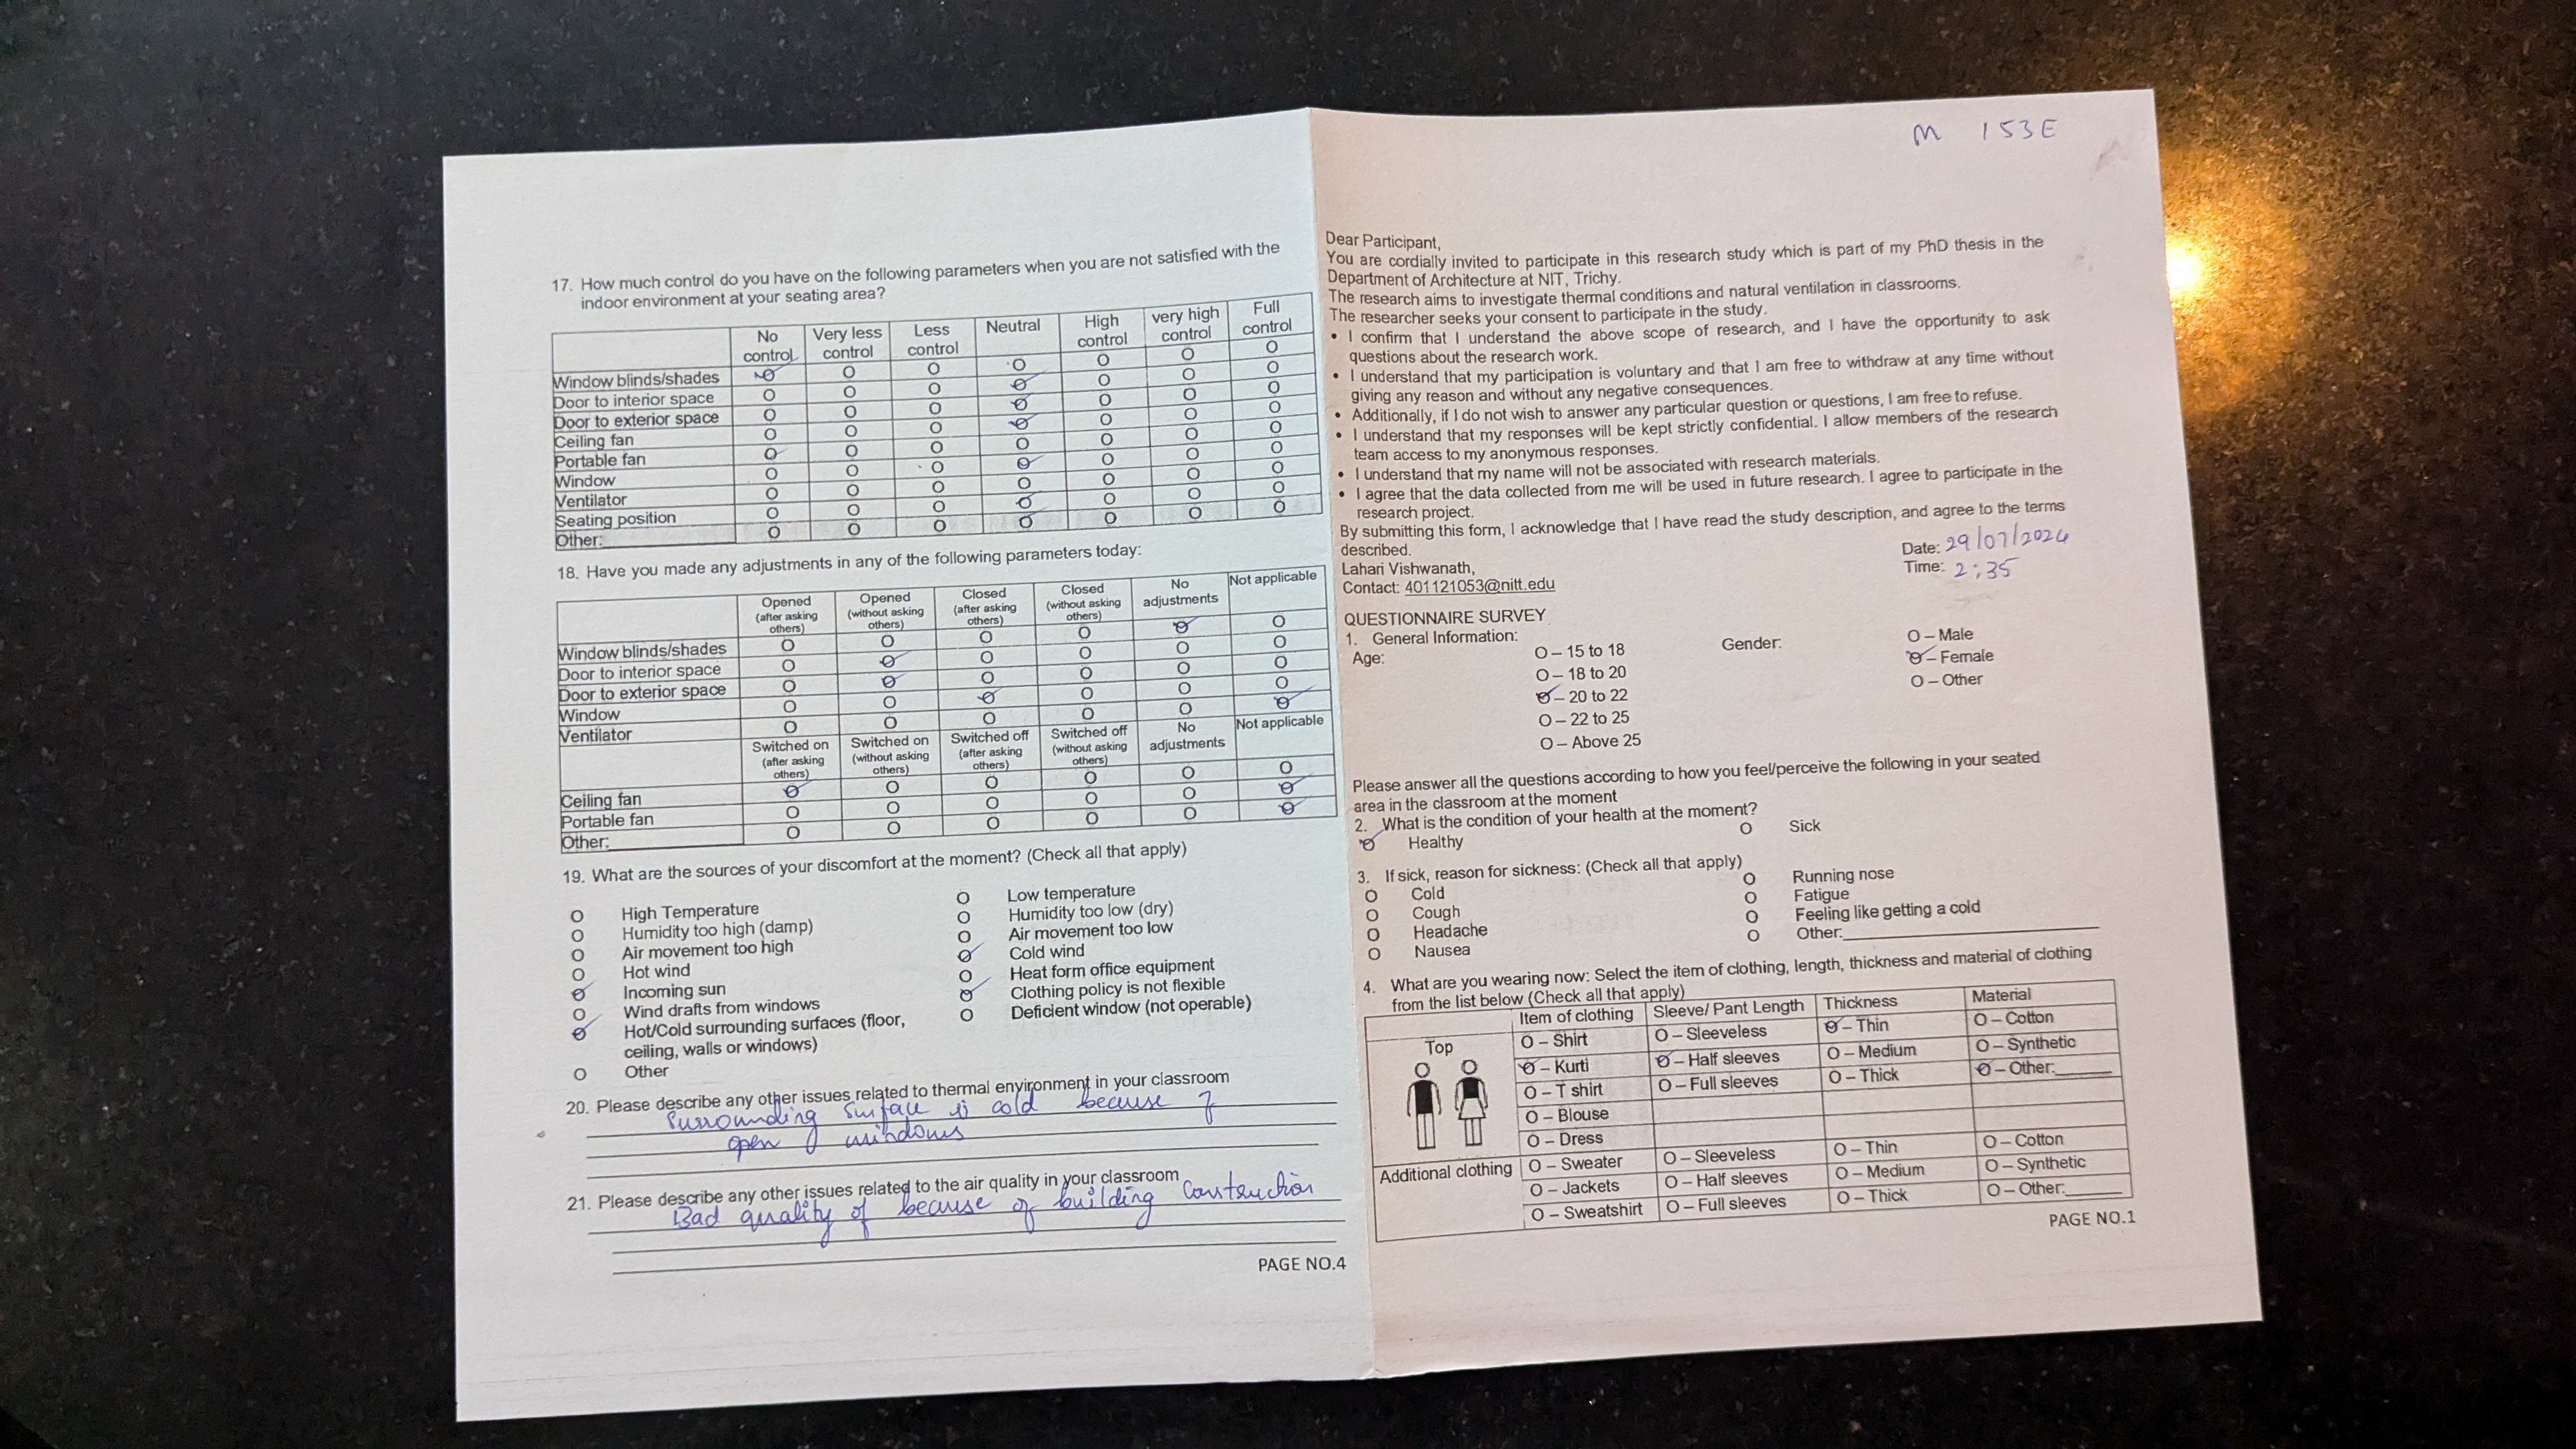 17. How much control do you have on the following parameters when you are not satisfied with the
indoor environment at your seating area?
No control Very less control Less control Neutral High control very high control Full control
Window blinds/shades O O O O O O O
Door to interior space O O O O O O O
Door to exterior space O O O O O O O
Ceiling fan O O O O O O O
Portable fan O O O O O O O
Window O O O O O O O
Ventilator O O O O O O O
Seating position O O O O O O O
Other: O O O O O O O
18. Have you made any adjustments in any of the following parameters today:
Opened (after asking others) Opened (without asking others) Closed (after asking others) Closed (without asking others) No adjustments Not applicable
Window blinds/shades O O O O O O
Door to interior space O O O O O O
Door to exterior space O O O O O O
Window O O O O O O
Ventilator O O O O O O
Switched on (after asking others) Switched on (without asking others) Switched off (after asking others) Switched off (without asking others) No adjustments Not applicable
Ceiling fan O O O O O O
Portable fan O O O O O O
Other: O O O O O O
19. What are the sources of your discomfort at the moment? (Check all that apply)
O High Temperature
O Humidity too high (damp)
O Air movement too high
O Hot wind
O Incoming sun
O Wind drafts from windows
O Hot/Cold surrounding surfaces (floor,
ceiling, walls or windows)
O Other
O Low temperature
O Humidity too low (dry)
O Air movement too low
O Cold wind
O Heat form office equipment
O Clothing policy is not flexible
O Deficient window (not operable)
20. Please describe any other issues related to thermal environment in your classroom
Surrounding surface is cold because of
open windows
21. Please describe any other issues related to the air quality in your classroom
Bad quality of because of building construction
PAGE NO.4
M 153E
Dear Participant,
You are cordially invited to participate in this research study which is part of my PhD thesis in the
Department of Architecture at NIT, Trichy.
The research aims to investigate thermal conditions and natural ventilation in classrooms.
The researcher seeks your consent to participate in the study.
• I confirm that I understand the above scope of research, and I have the opportunity to ask
questions about the research work.
• I understand that my participation is voluntary and that I am free to withdraw at any time without
giving any reason and without any negative consequences.
• Additionally, if I do not wish to answer any particular question or questions, I am free to refuse.
• I understand that my responses will be kept strictly confidential. I allow members of the research
team access to my anonymous responses.
• I understand that my name will not be associated with research materials.
• I agree that the data collected from me will be used in future research. I agree to participate in the
research project.
By submitting this form, I acknowledge that I have read the study description, and agree to the terms
described.
Lahari Vishwanath,
Contact: 401121053@nitt.edu
Date: 29/07/2024
Time: 2:35
QUESTIONNAIRE SURVEY
1. General Information:
Age:
O – 15 to 18
O – 18 to 20
O – 20 to 22
O – 22 to 25
O – Above 25
Gender:
O – Male
O – Female
O – Other
Please answer all the questions according to how you feel/perceive the following in your seated
area in the classroom at the moment
2. What is the condition of your health at the moment?
O Healthy O Sick
3. If sick, reason for sickness: (Check all that apply)
O Cold O Running nose
O Cough O Fatigue
O Headache O Feeling like getting a cold
O Nausea O Other:
4. What are you wearing now: Select the item of clothing, length, thickness and material of clothing
from the list below (Check all that apply)
Item of clothing Sleeve/ Pant Length Thickness Material
Top
O – Shirt O – Sleeveless O – Thin O – Cotton
O – Kurti O – Half sleeves O – Medium O – Synthetic
O – T shirt O – Full sleeves O – Thick O – Other:
O – Blouse
O – Dress
Additional clothing
O – Sweater O – Sleeveless O – Thin O – Cotton
O – Jackets O – Half sleeves O – Medium O – Synthetic
O – Sweatshirt O – Full sleeves O – Thick O – Other:
PAGE NO.1